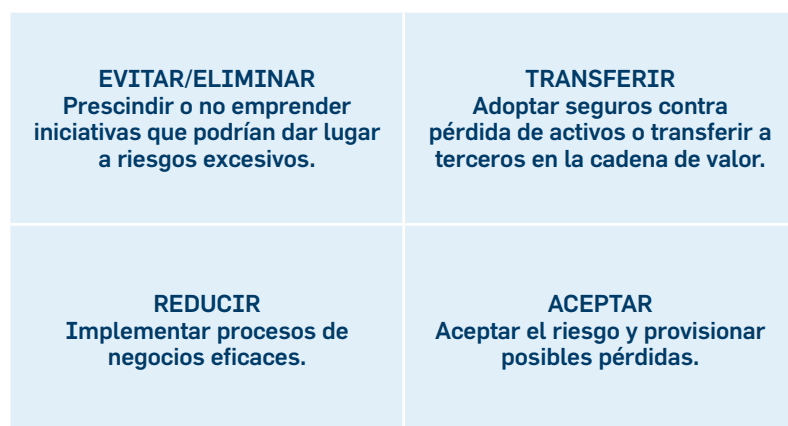 EVITAR/ELIMINAR
Prescindir o no emprender
iniciativas que podrían dar lugar
a riesgos excesivos.
TRANSFERIR
Adoptar seguros contra
pérdida de activos o transferir a
terceros en la cadena de valor.
REDUCIR
Implementar procesos de
negocios eficaces.
ACEPTAR
Aceptar el riesgo y provisionar
posibles pérdidas.